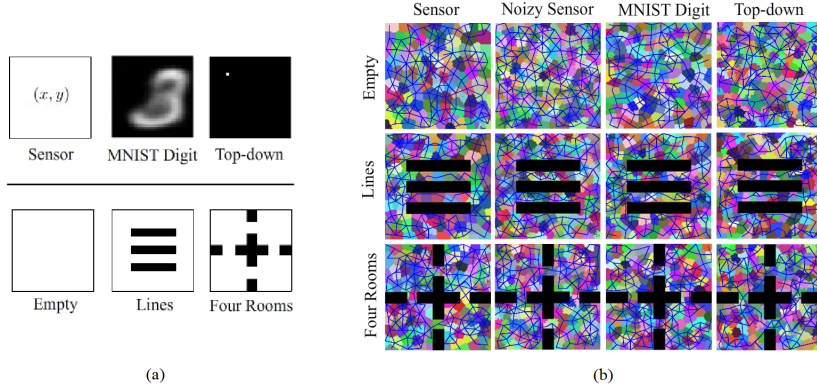 (x, y)
Sensor MNIST Digit Top-down
Empty Lines Four Rooms
(a)
Sensor Noizy Sensor MNIST Digit Top-down
Empty
Lines
Four Rooms
(b)